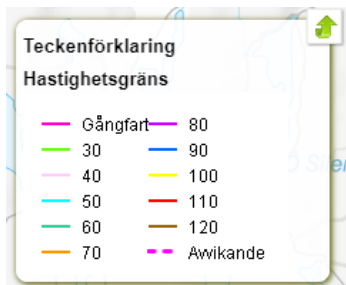 Teckenförklaring
Hastighetsgräns
Gångfart 80
30 90
40 100
50 110
60 120
70 Avvikande